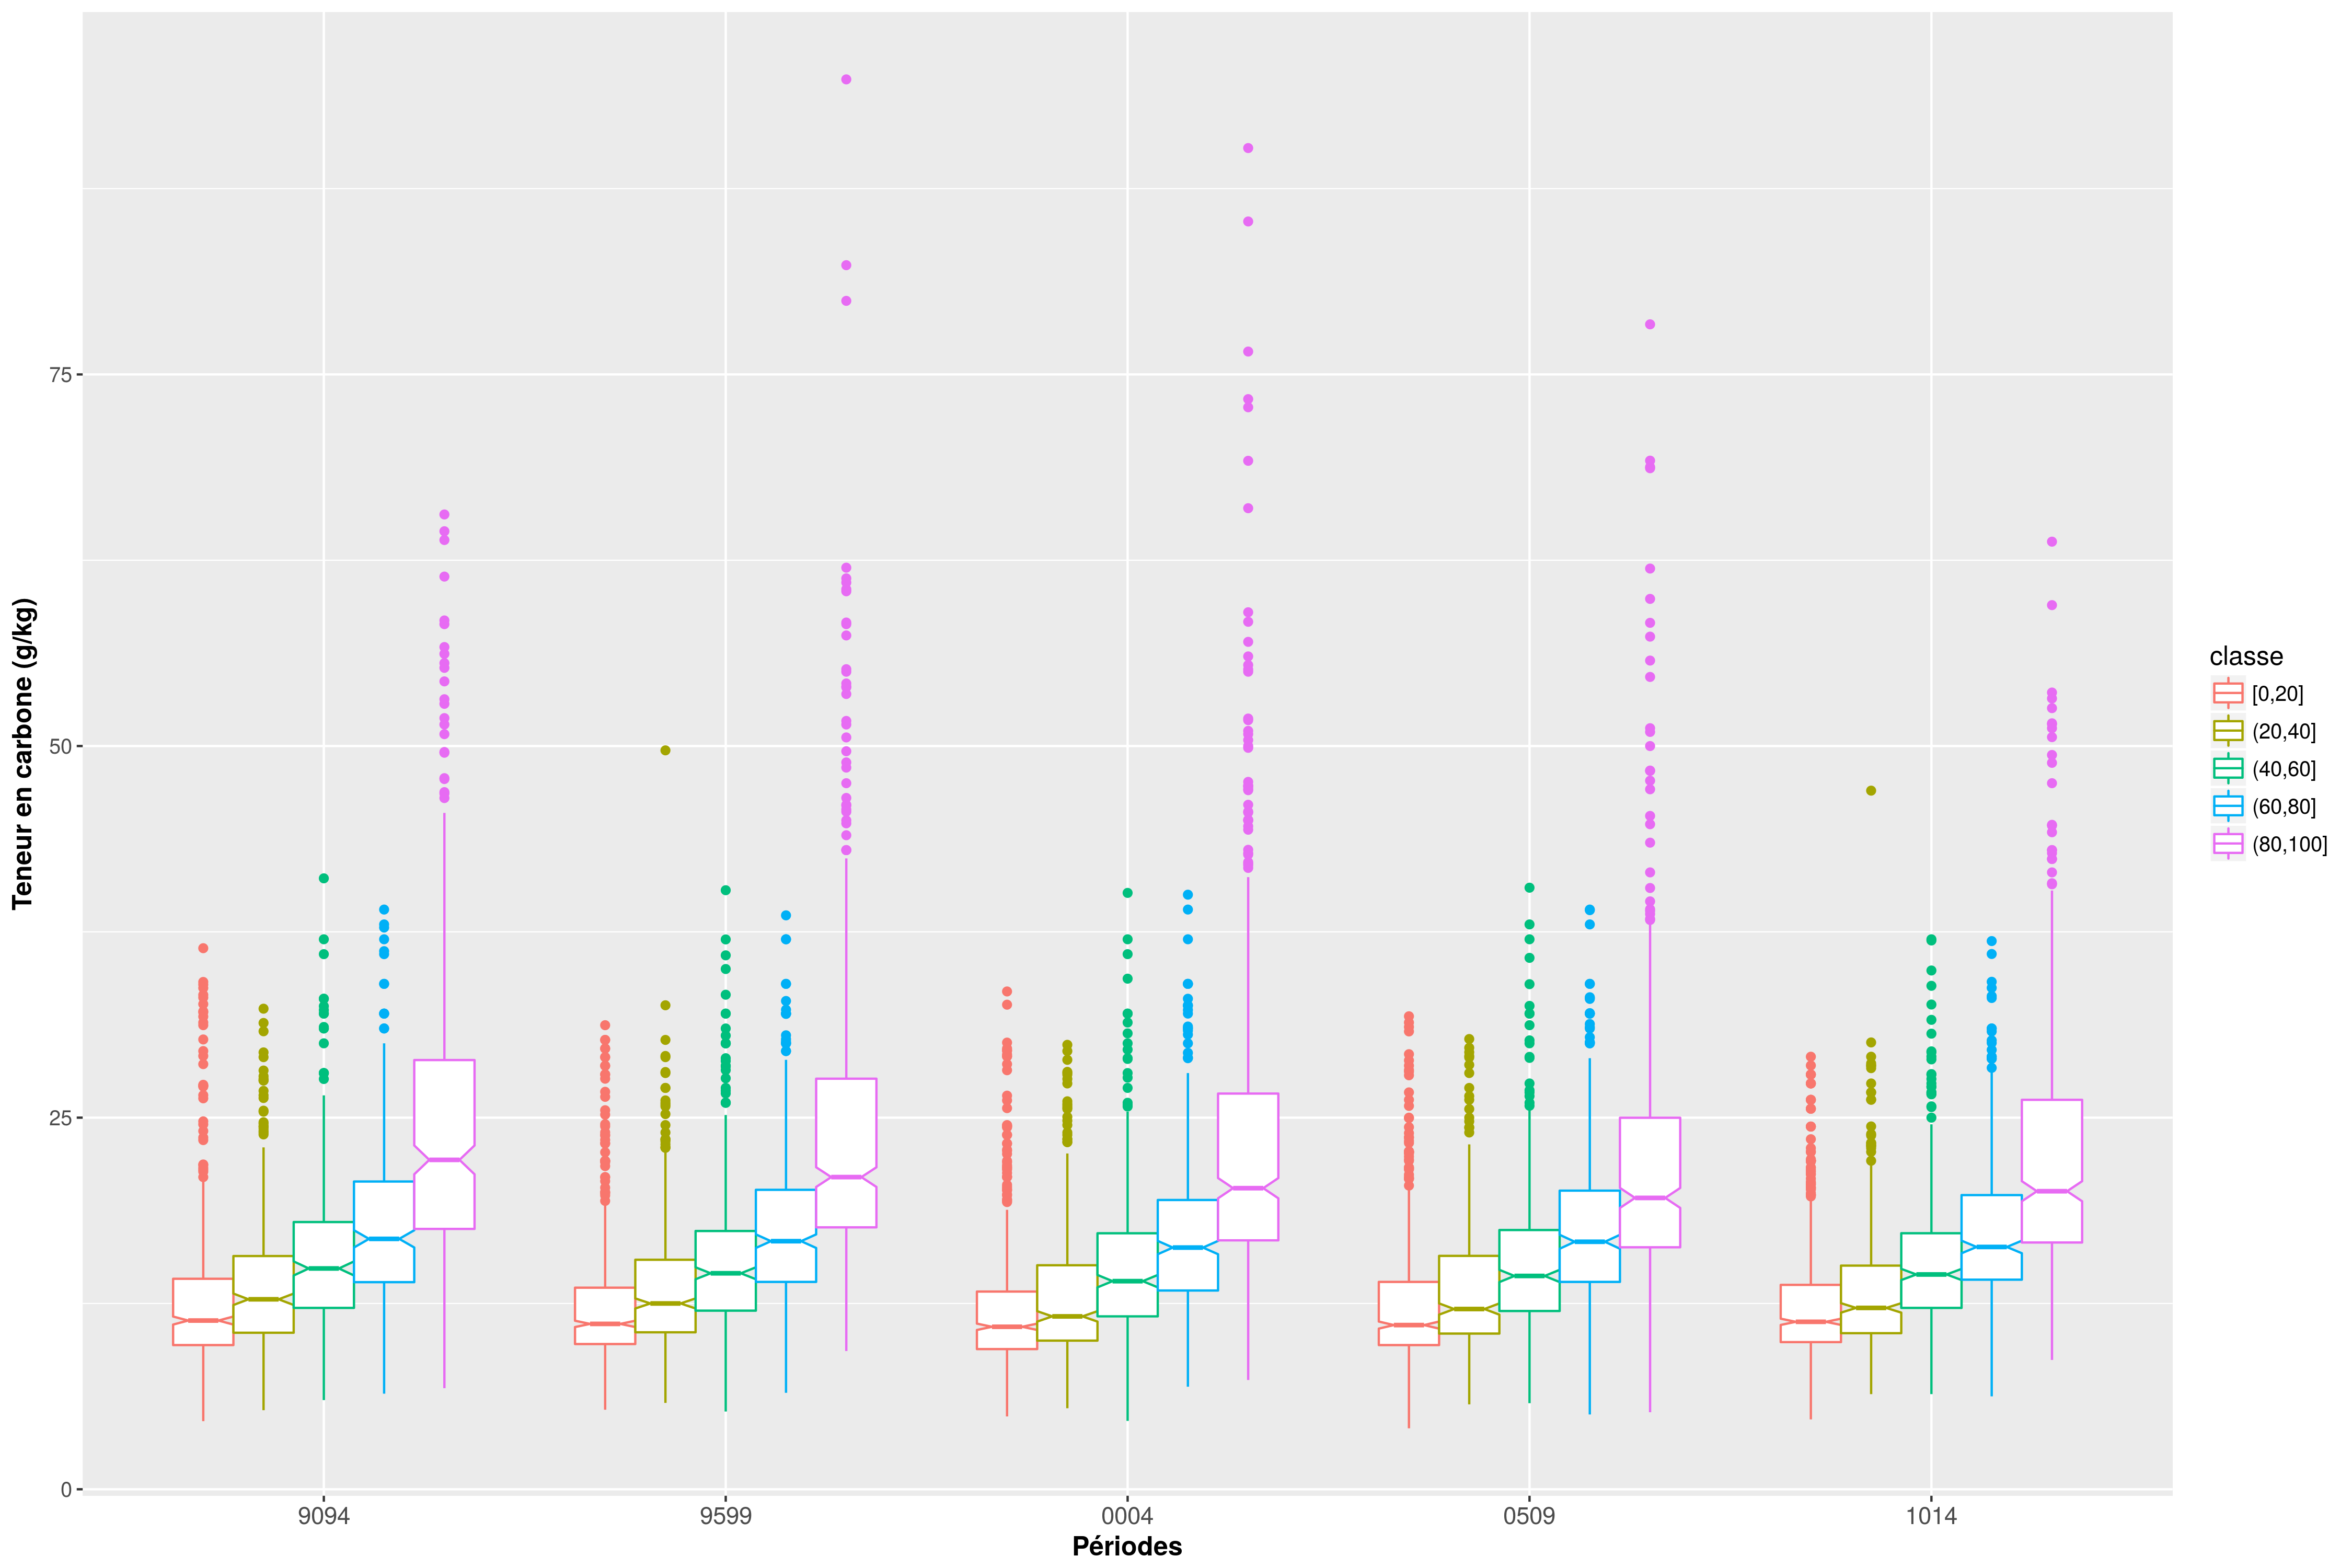 Teneur en carbone (g/kg)
75
50
25
0
9094 9599 0004 0509 1014
Périodes
classe
[0,20]
(20,40]
(40,60]
(60,80]
(80,100]